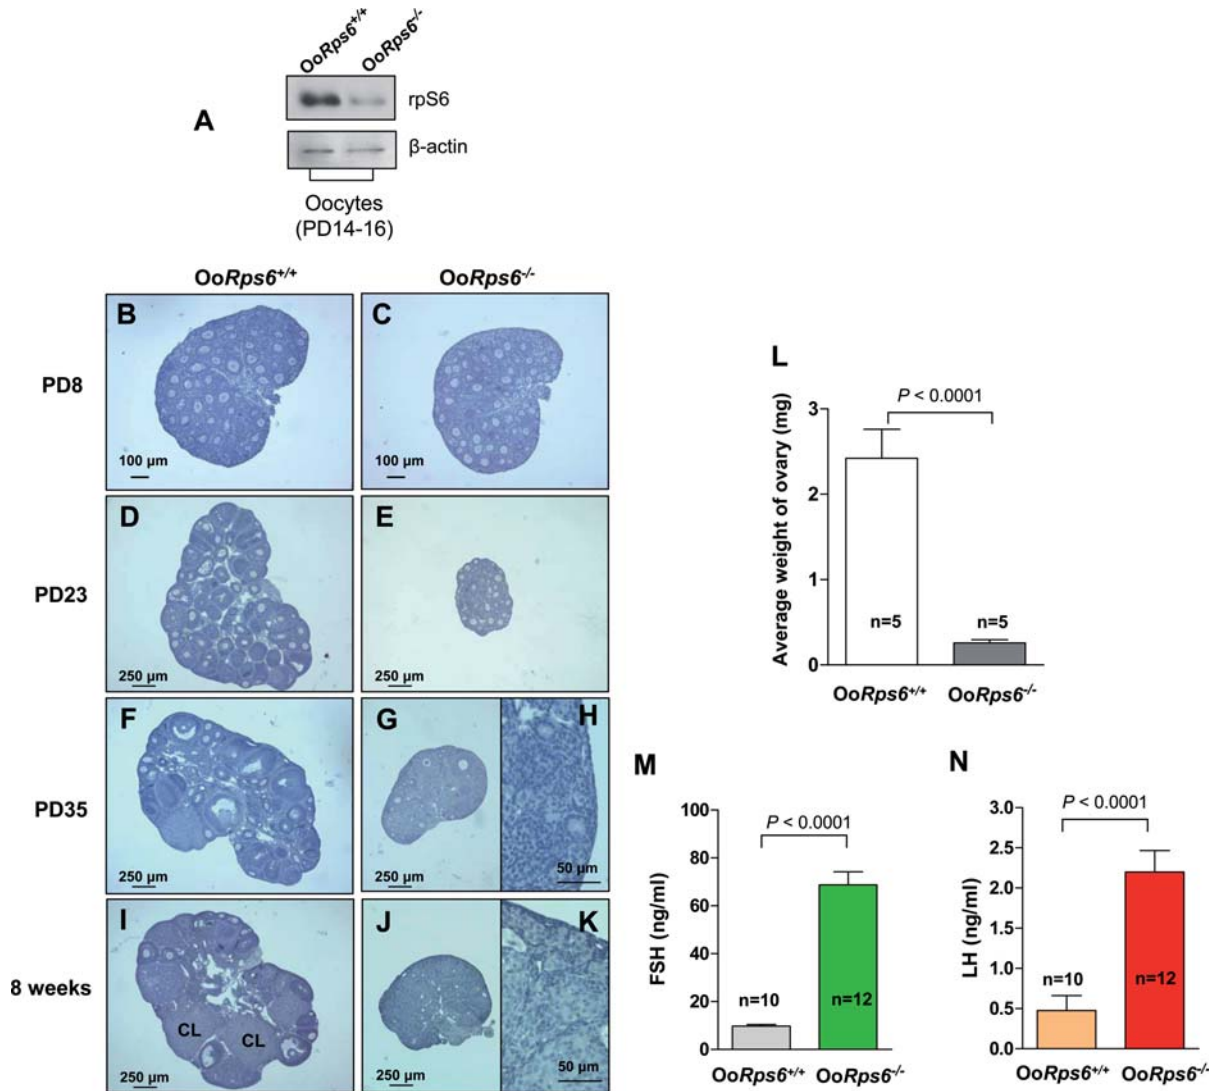 OoRps6+/+ OoRps6-/-
A
rpS6
β-actin
Oocytes
(PD14-16)
OoRps6+/+ OoRps6-/-
PD8
B
100 µm
C
100 µm
PD23
D
250 µm
E
250 µm
PD35
F
250 µm
G
250 µm
H
50 µm
8 weeks
I
CL CL
250 µm
J
250 µm
K
50 µm
L
Average weight of ovary (mg)
3
2
1
0
P < 0.0001
n=5 n=5
OoRps6+/+ OoRps6-/-
M
FSH (ng/ml)
100
80
60
40
20
0
P < 0.0001
n=10 n=12
OoRps6+/+ OoRps6-/-
N
LH (ng/ml)
3.0
2.5
2.0
1.5
1.0
0.5
0.0
P < 0.0001
n=10 n=12
OoRps6+/+ OoRps6-/-